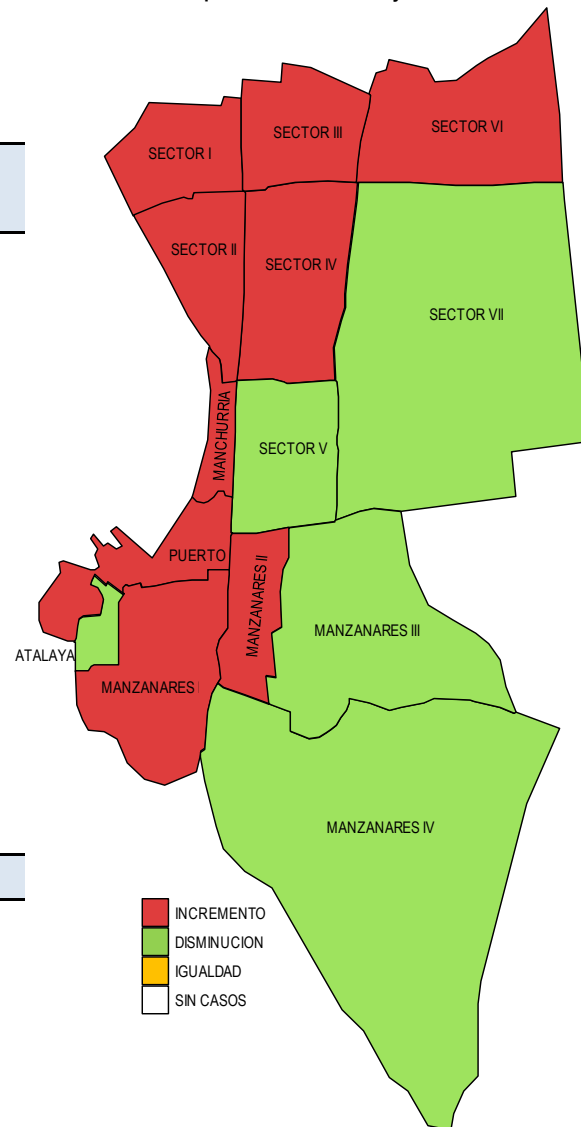 SECTOR VI
SECTOR III
SECTOR I
SECTOR II
SECTOR IV
SECTOR VII
MANCHURRIA
SECTOR V
PUERTO
MANZANARES II
MANZANARES III
ATALAYA
MANZANARES I
MANZANARES IV
INCREMENTO
DISMINUCION
IGUALDAD
SIN CASOS